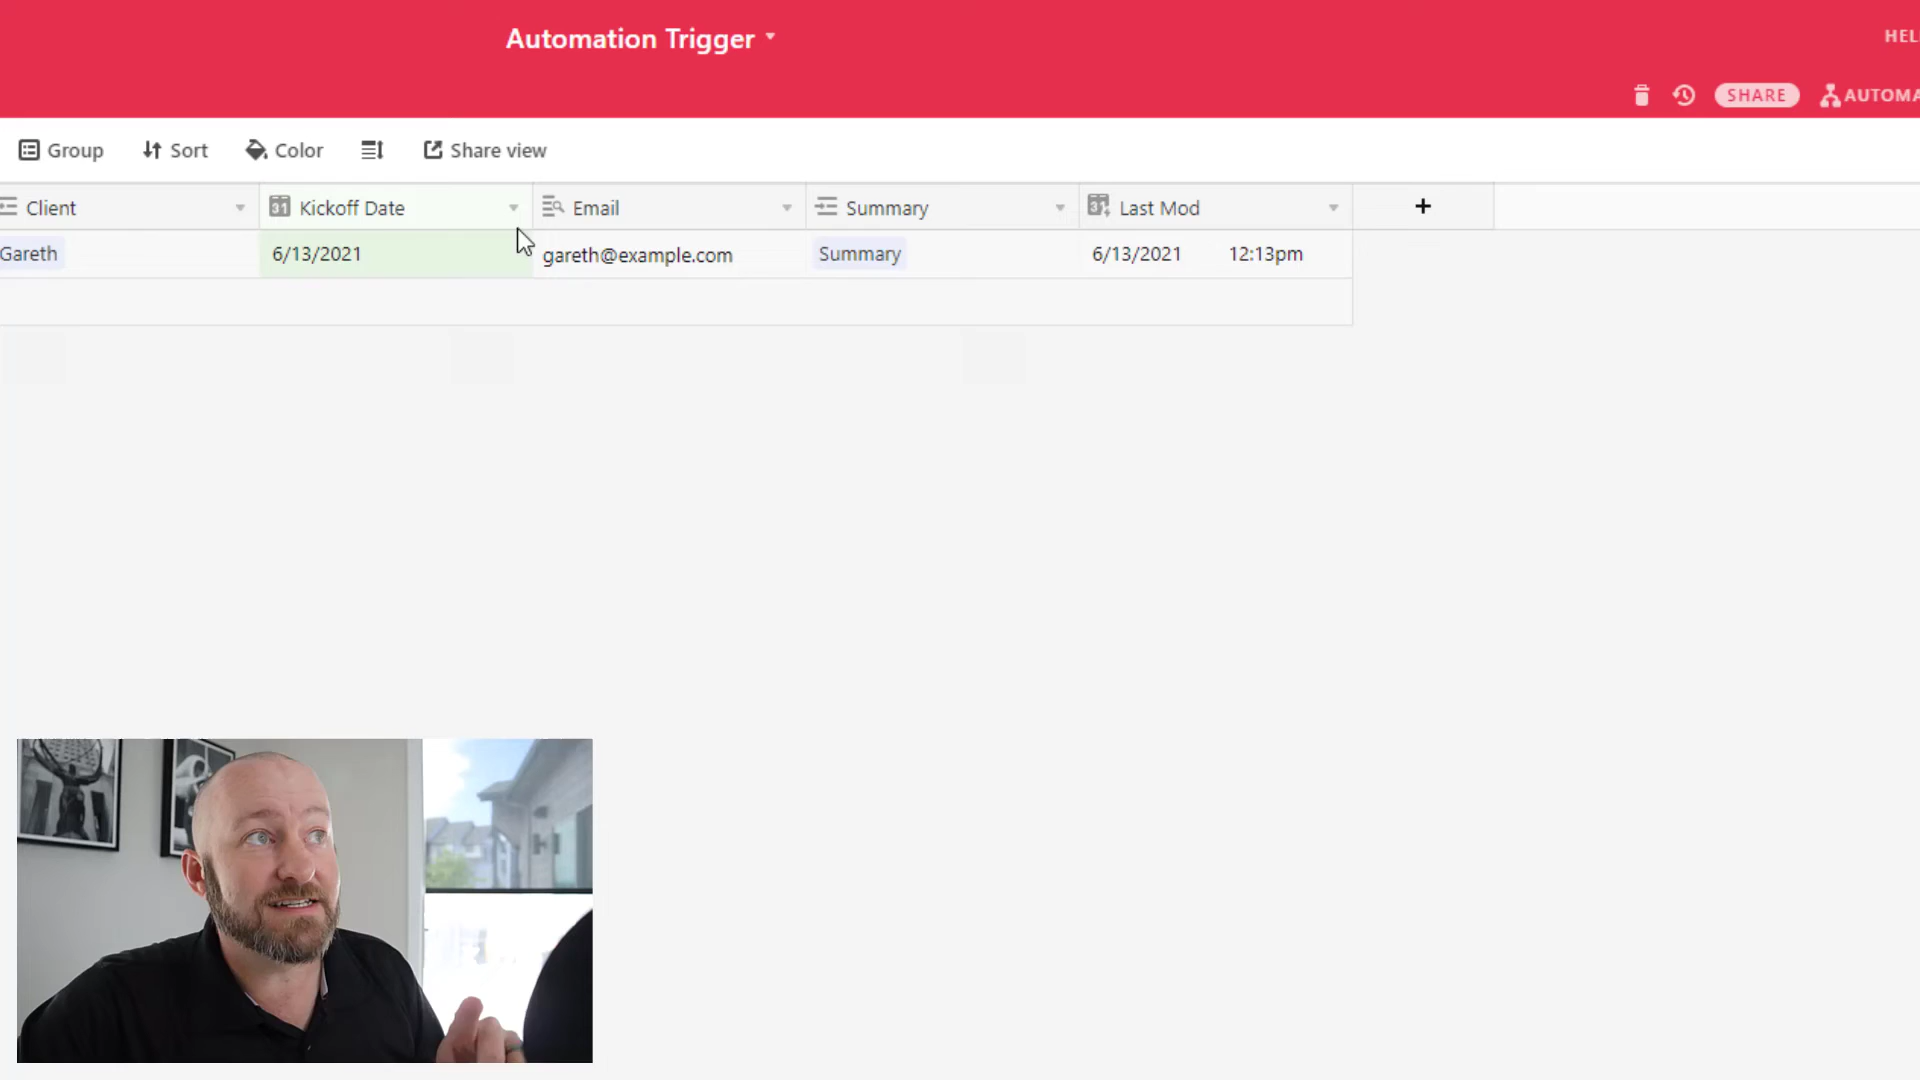 Automation Trigger
HEL
SHARE
AUTOMA
Group
Sort
Color
Share view
Client
Kickoff Date
Email
Summary
Last Mod
+
Gareth
6/13/2021
gareth@example.com
Summary
6/13/2021 12:13pm